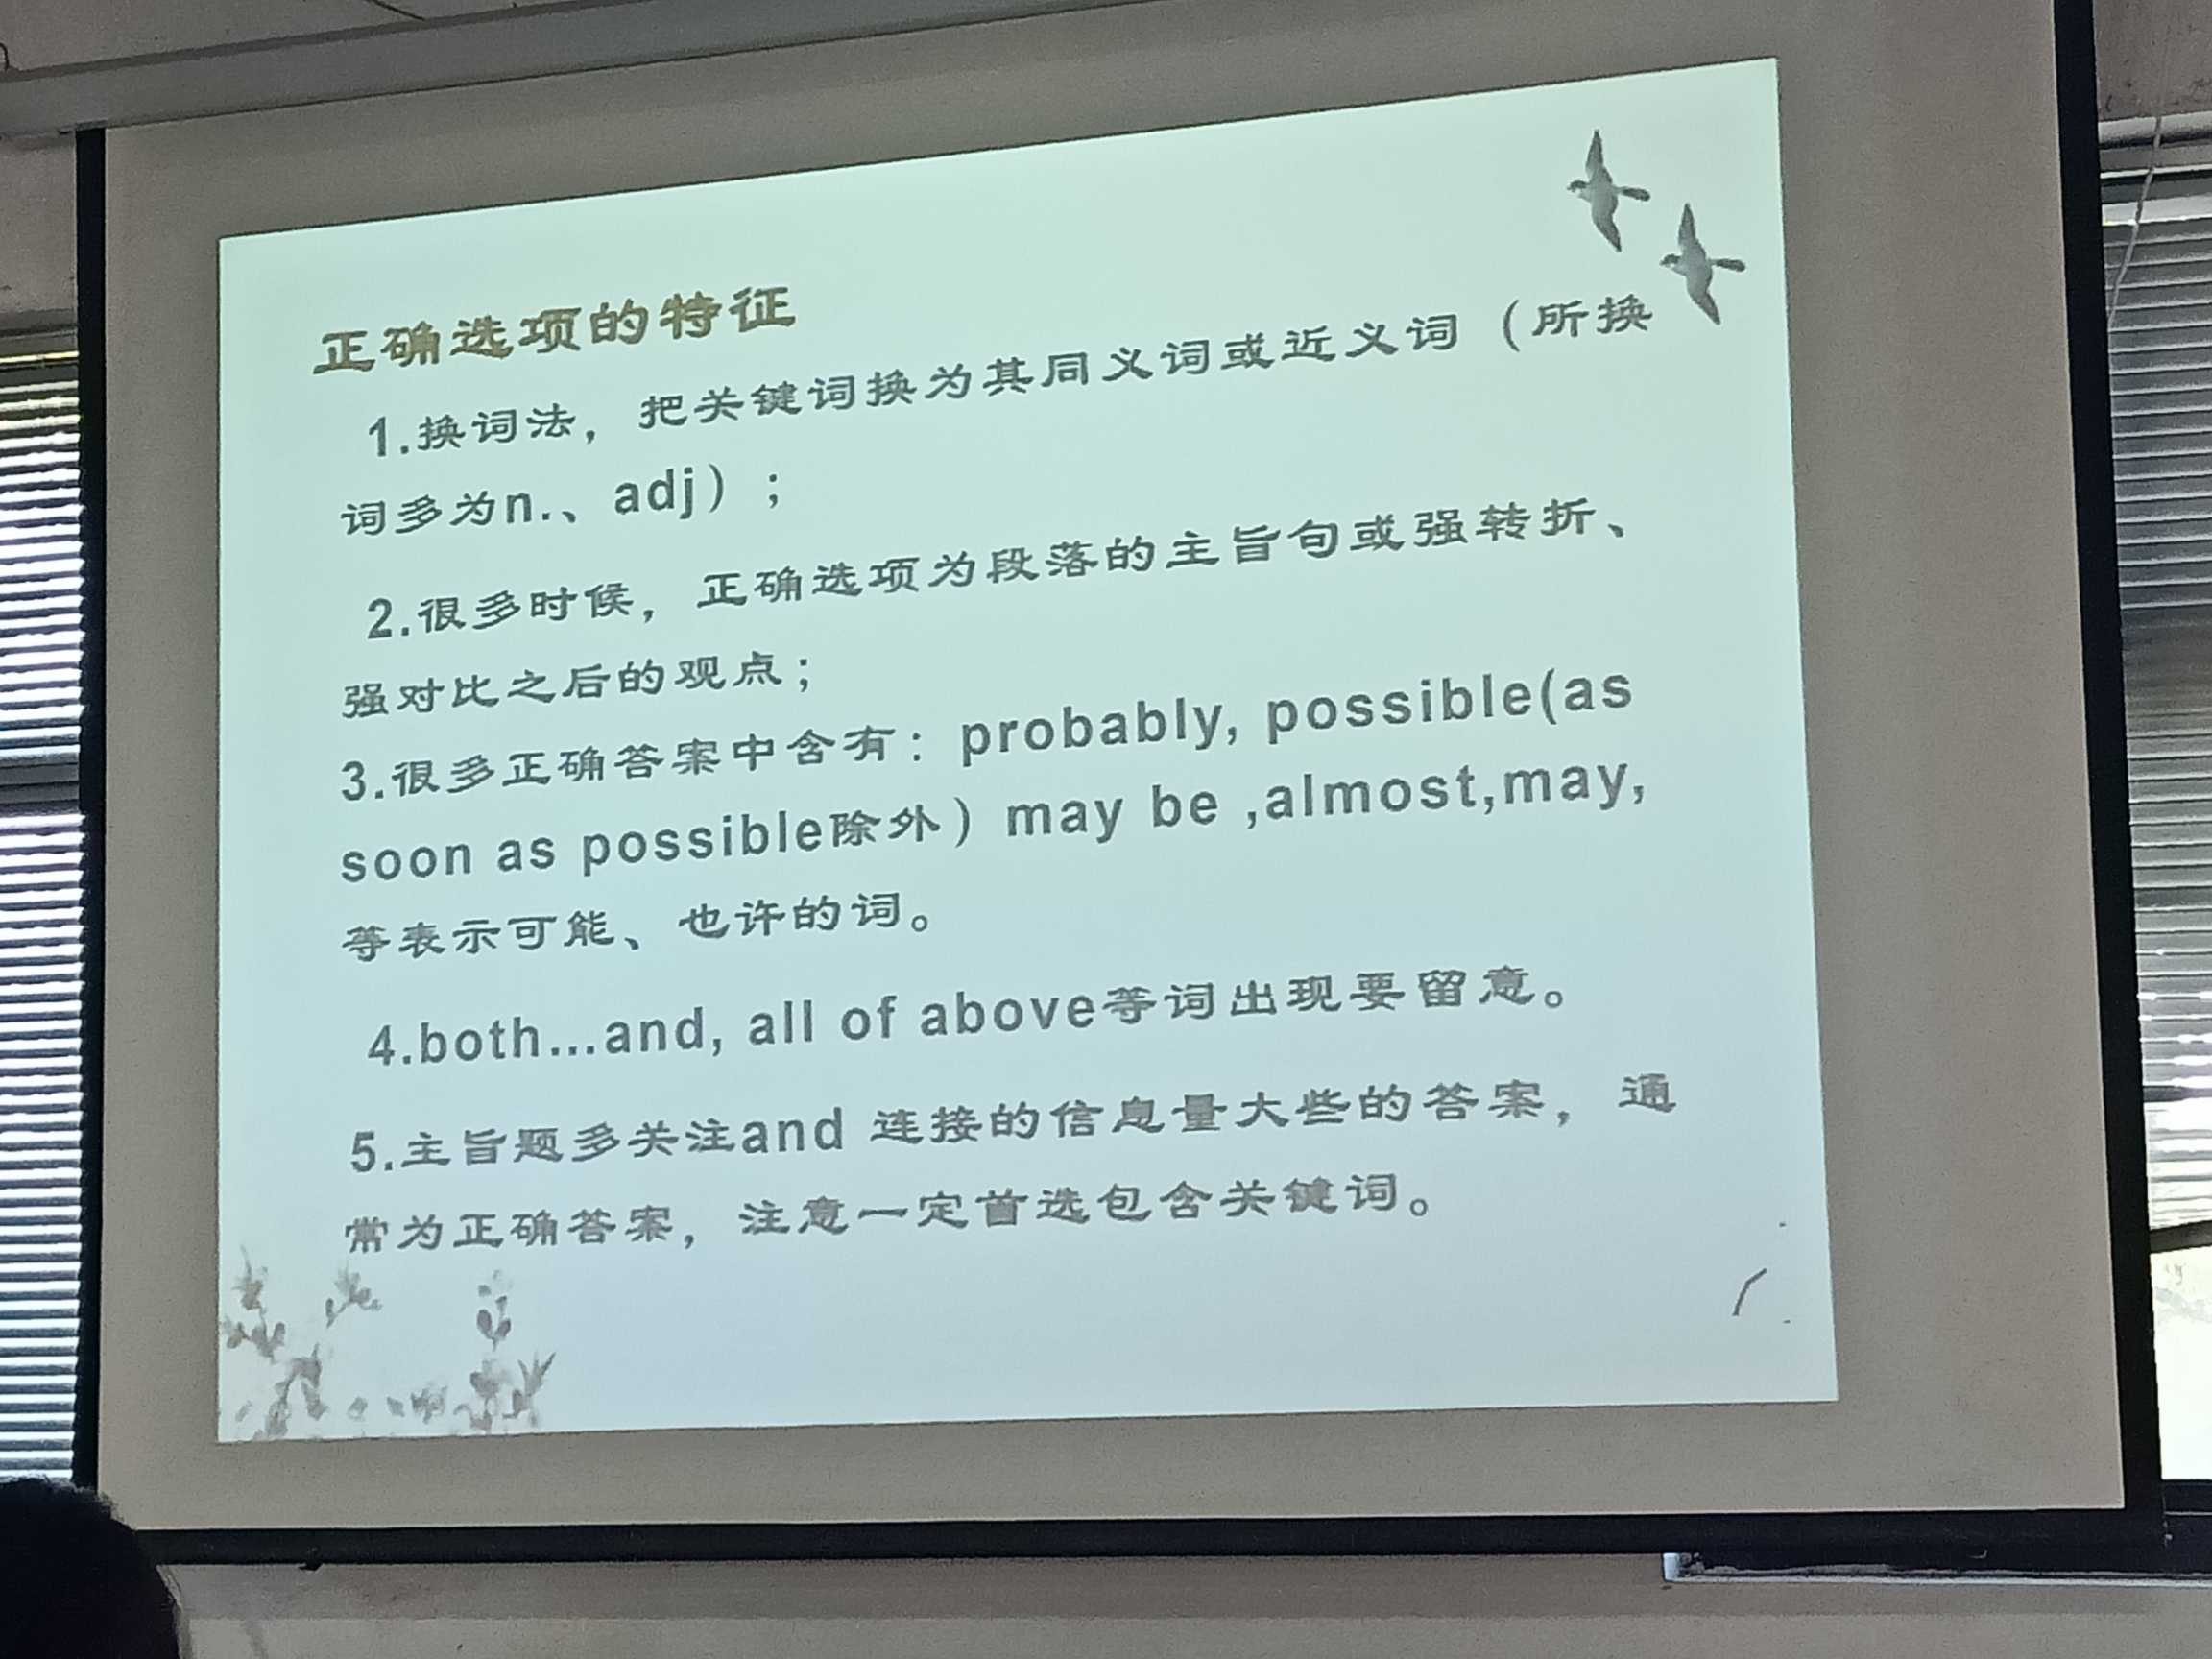 正确选项的特征
1.换词法，把关键词换为其同义词或近义词（所换
词多为n.、adj）；
2.很多时候，正确选项为段落的主旨句或强转折、
强对比之后的观点；
3.很多正确答案中含有：probably, possible(as
soon as possible除外）may be ,almost,may,
等表示可能、也许的词。
4.both...and, all of above等词出现要留意。
5.主旨题多关注and 连接的信息量大些的答案，通
常为正确答案，注意一定首选包含关键词。